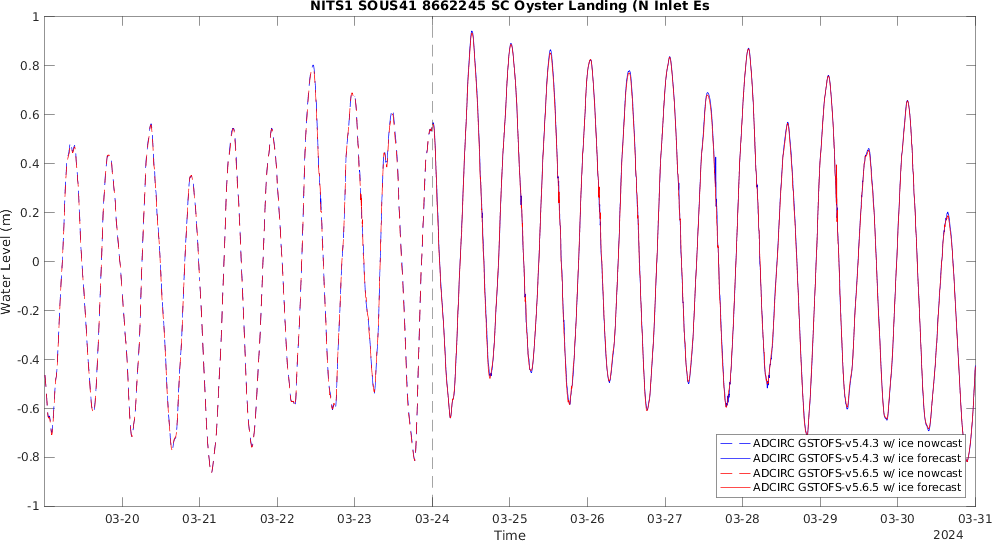 NITS1 SOUS41 8662245 SC Oyster Landing (N Inlet Es
1
0.8
0.6
0.4
0.2
0
-0.2
-0.4
-0.6
-0.8
-1
Water Level (m)
ADCIRC GSTOFS-v5.4.3 w/ ice nowcast
ADCIRC GSTOFS-v5.4.3 w/ ice forecast
ADCIRC GSTOFS-v5.6.5 w/ ice nowcast
ADCIRC GSTOFS-v5.6.5 w/ ice forecast
03-20 03-21 03-22 03-23 03-24 03-25 03-26 03-27 03-28 03-29 03-30 03-31
Time
2024